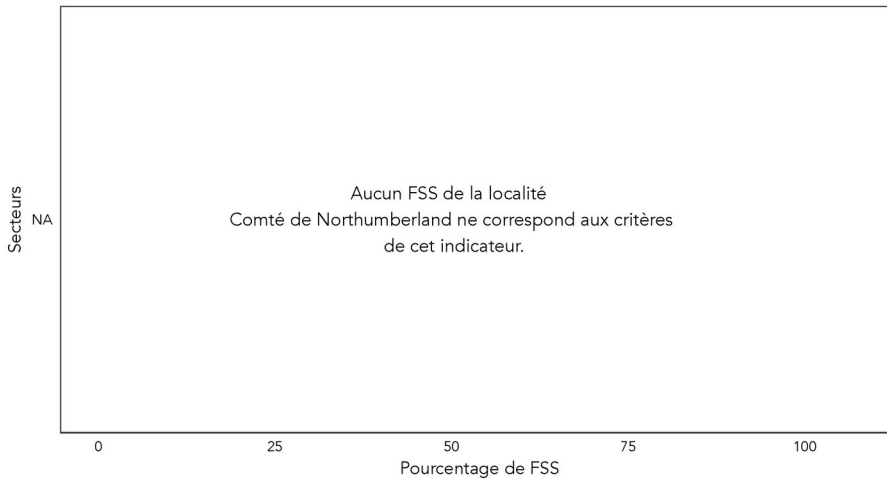 Aucun FSS de la localité
Comté de Northumberland ne correspond aux critères
de cet indicateur.
Secteurs
NA
0 25 50 75 100
Pourcentage de FSS